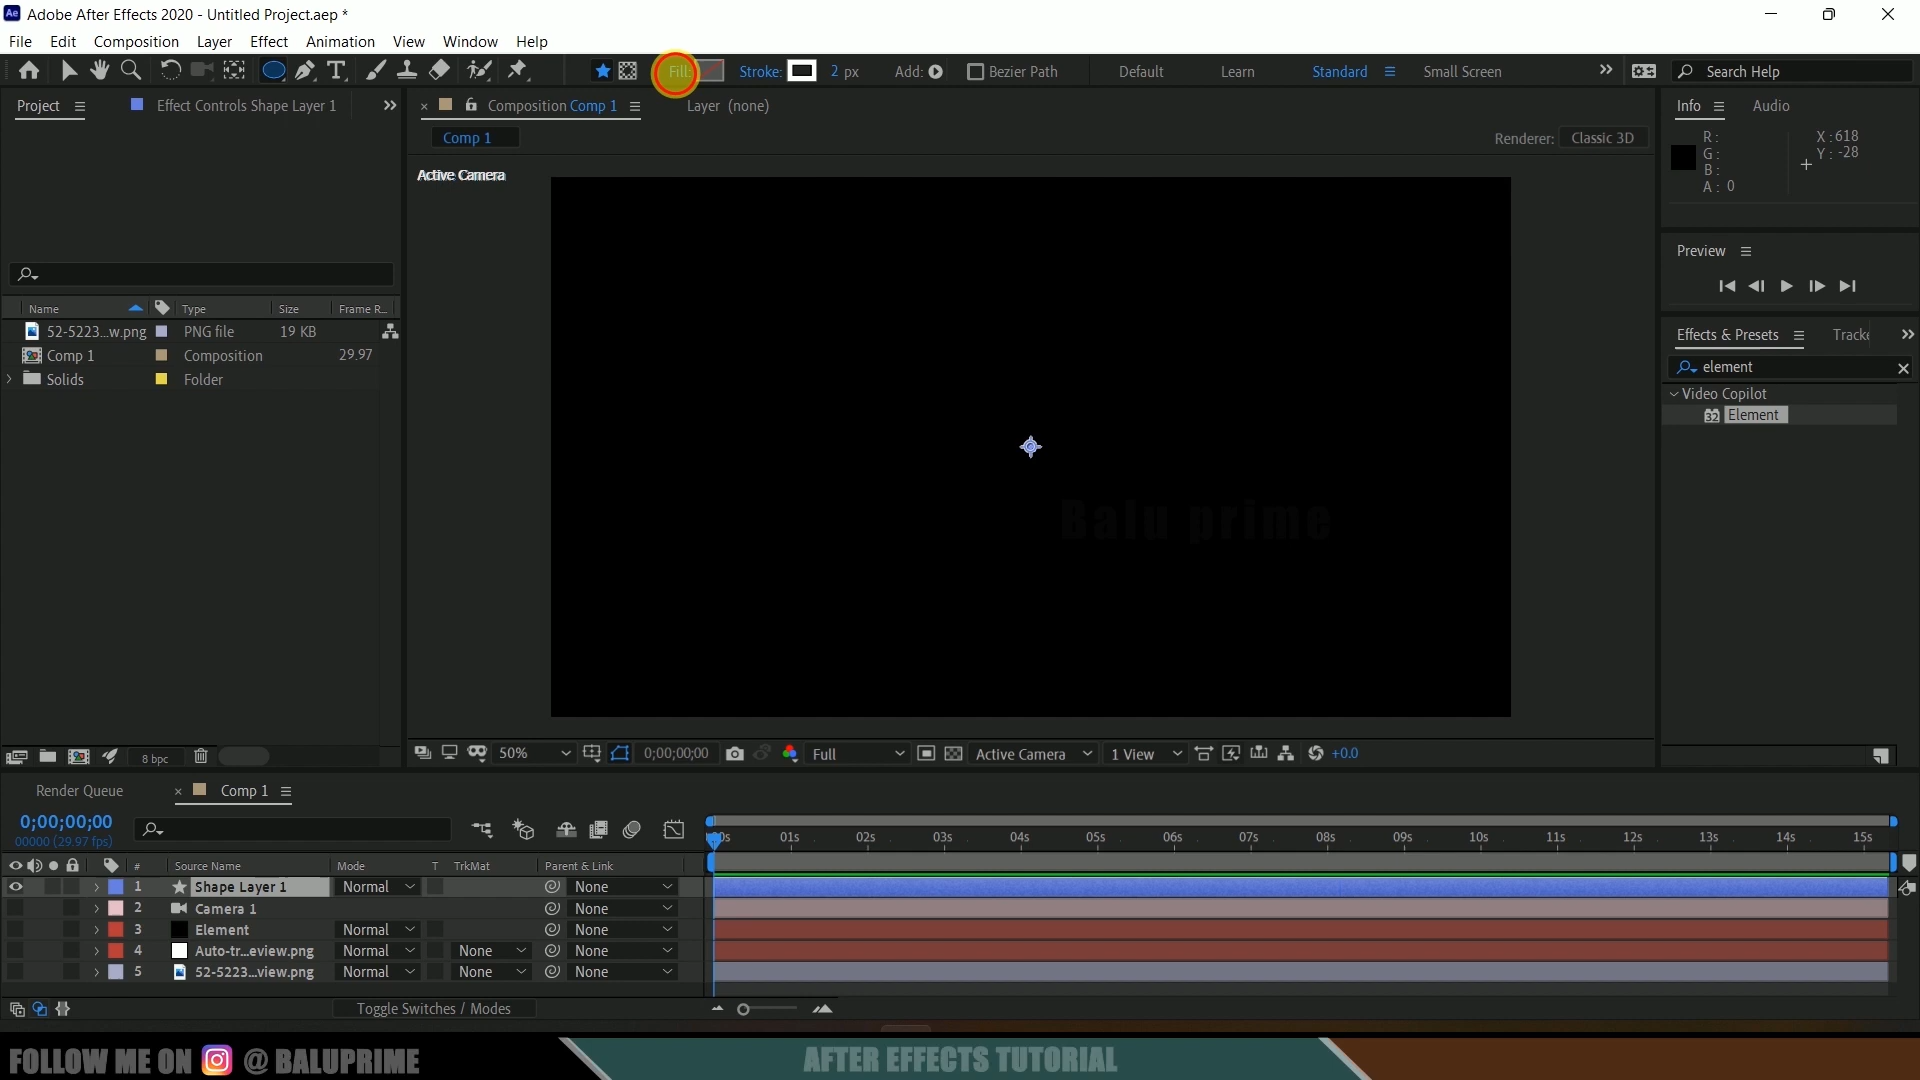 Adobe After Effects 2020 - Untitled Project.aep *
File Edit Composition Layer Effect Animation View Window Help
Fill: Stroke: 2 px Add: Bezier Path Default Learn Standard Small Screen Search Help
Project Effect Controls Shape Layer 1
Composition Comp 1 Layer (none)
Info Audio
Comp 1
Renderer: Classic 3D
R:
G:
B:
A: 0
X: 618
Y: -28
Active Camera
Preview
Name Type Size Frame R...
52-5223...w.png PNG file 19 KB
Comp 1 Composition 29.97
Solids Folder
Effects & Presets Tracke
element
Video Copilot
32 Element
Balu prime
8 bpc
50% 0;00;00;00 Full Active Camera 1 View +0.0
Render Queue Comp 1
0;00;00;00
00000 (29.97 fps)
01s 02s 03s 04s 05s 06s 07s 08s 09s 10s 11s 12s 13s 14s 15s
# Source Name Mode T TrkMat Parent & Link
1 Shape Layer 1 Normal None
2 Camera 1 None
3 Element Normal None
4 Auto-tr...eview.png Normal None None
5 52-5223...view.png Normal None None
Toggle Switches / Modes
FOLLOW ME ON @ BALUPRIME
AFTER EFFECTS TUTORIAL